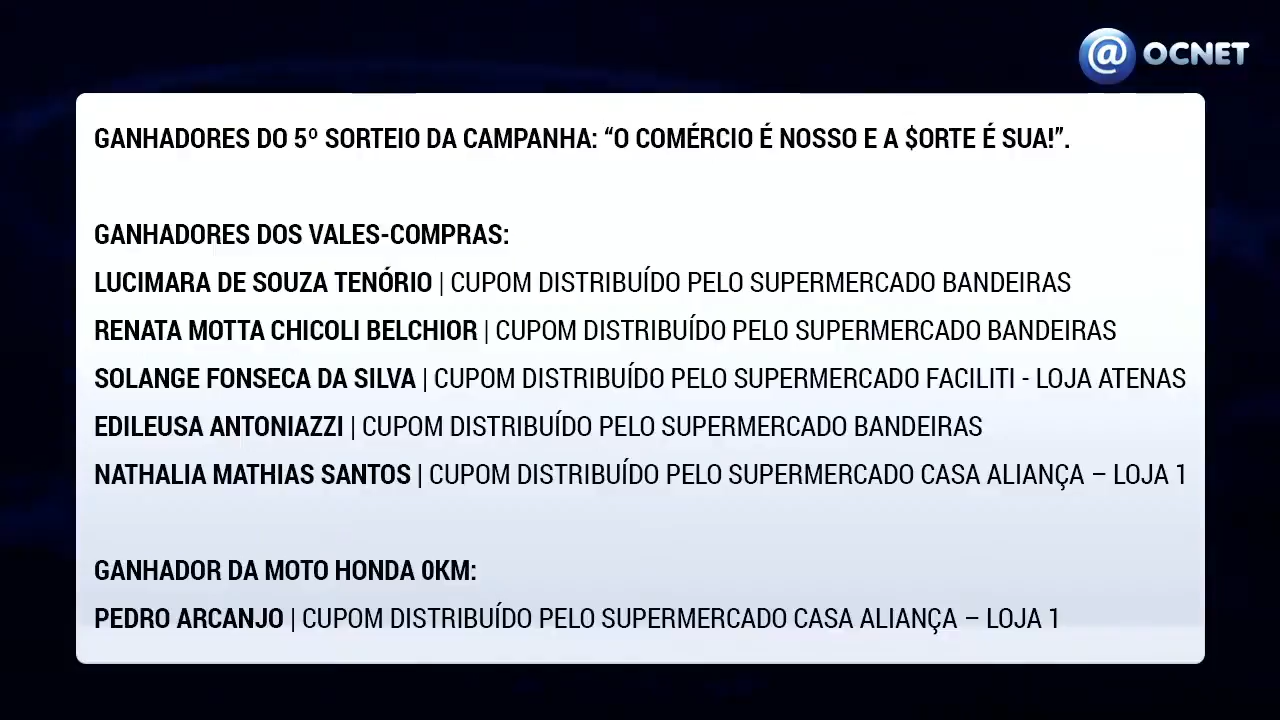 @ OCNET
GANHADORES DO 5º SORTEIO DA CAMPANHA: “O COMÉRCIO É NOSSO E A $ORTE É SUA!”.
GANHADORES DOS VALES-COMPRAS:
LUCIMARA DE SOUZA TENÓRIO | CUPOM DISTRIBUÍDO PELO SUPERMERCADO BANDEIRAS
RENATA MOTTA CHICOLI BELCHIOR | CUPOM DISTRIBUÍDO PELO SUPERMERCADO BANDEIRAS
SOLANGE FONSECA DA SILVA | CUPOM DISTRIBUÍDO PELO SUPERMERCADO FACILITI - LOJA ATENAS
EDILEUSA ANTONIAZZI | CUPOM DISTRIBUÍDO PELO SUPERMERCADO BANDEIRAS
NATHALIA MATHIAS SANTOS | CUPOM DISTRIBUÍDO PELO SUPERMERCADO CASA ALIANÇA – LOJA 1
GANHADOR DA MOTO HONDA 0KM:
PEDRO ARCANJO | CUPOM DISTRIBUÍDO PELO SUPERMERCADO CASA ALIANÇA – LOJA 1